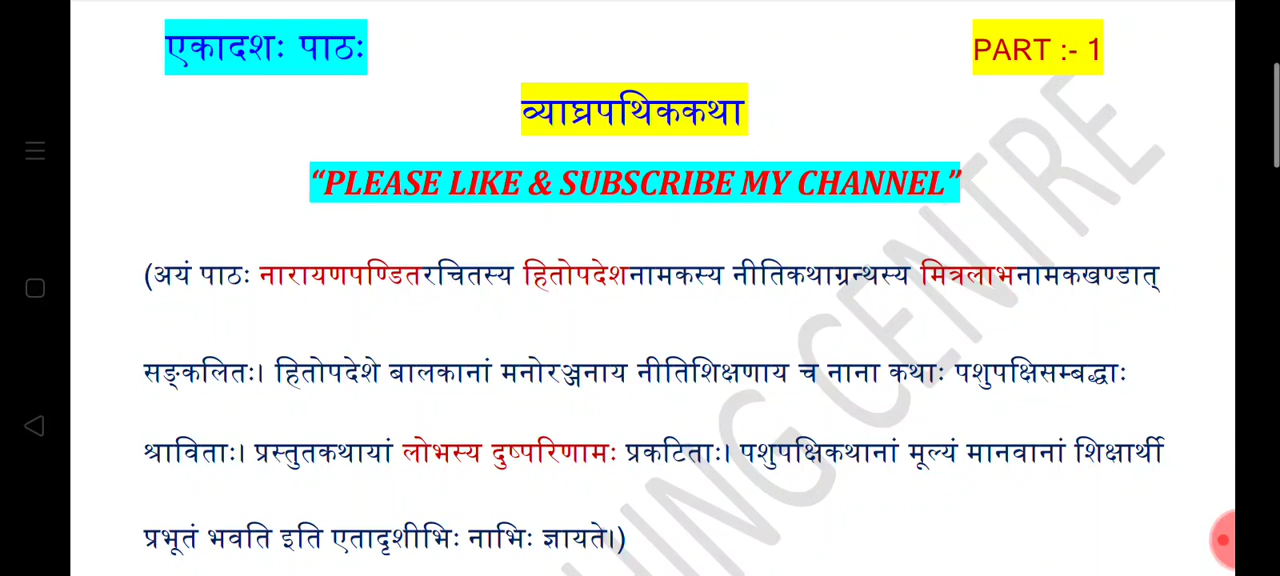 एकादशः पाठः
PART :- 1
व्याघ्रपथिककथा
“PLEASE LIKE & SUBSCRIBE MY CHANNEL”
(अयं पाठः नारायणपण्डितरचितस्य हितोपदेशनामकस्य नीतिकथाग्रन्थस्य मित्रलाभनामकखण्डात्
सङ्कलितः। हितोपदेशे बालकानां मनोरञ्जनाय नीतिशिक्षणाय च नाना कथाः पशुपक्षिसम्बद्धाः
श्राविताः। प्रस्तुतकथायां लोभस्य दुष्परिणामः प्रकटिताः। पशुपक्षिकथानां मूल्यं मानवानां शिक्षार्थी
प्रभूतं भवति इति एतादृशीभिः नाभिः ज्ञायते।)
CENTRE